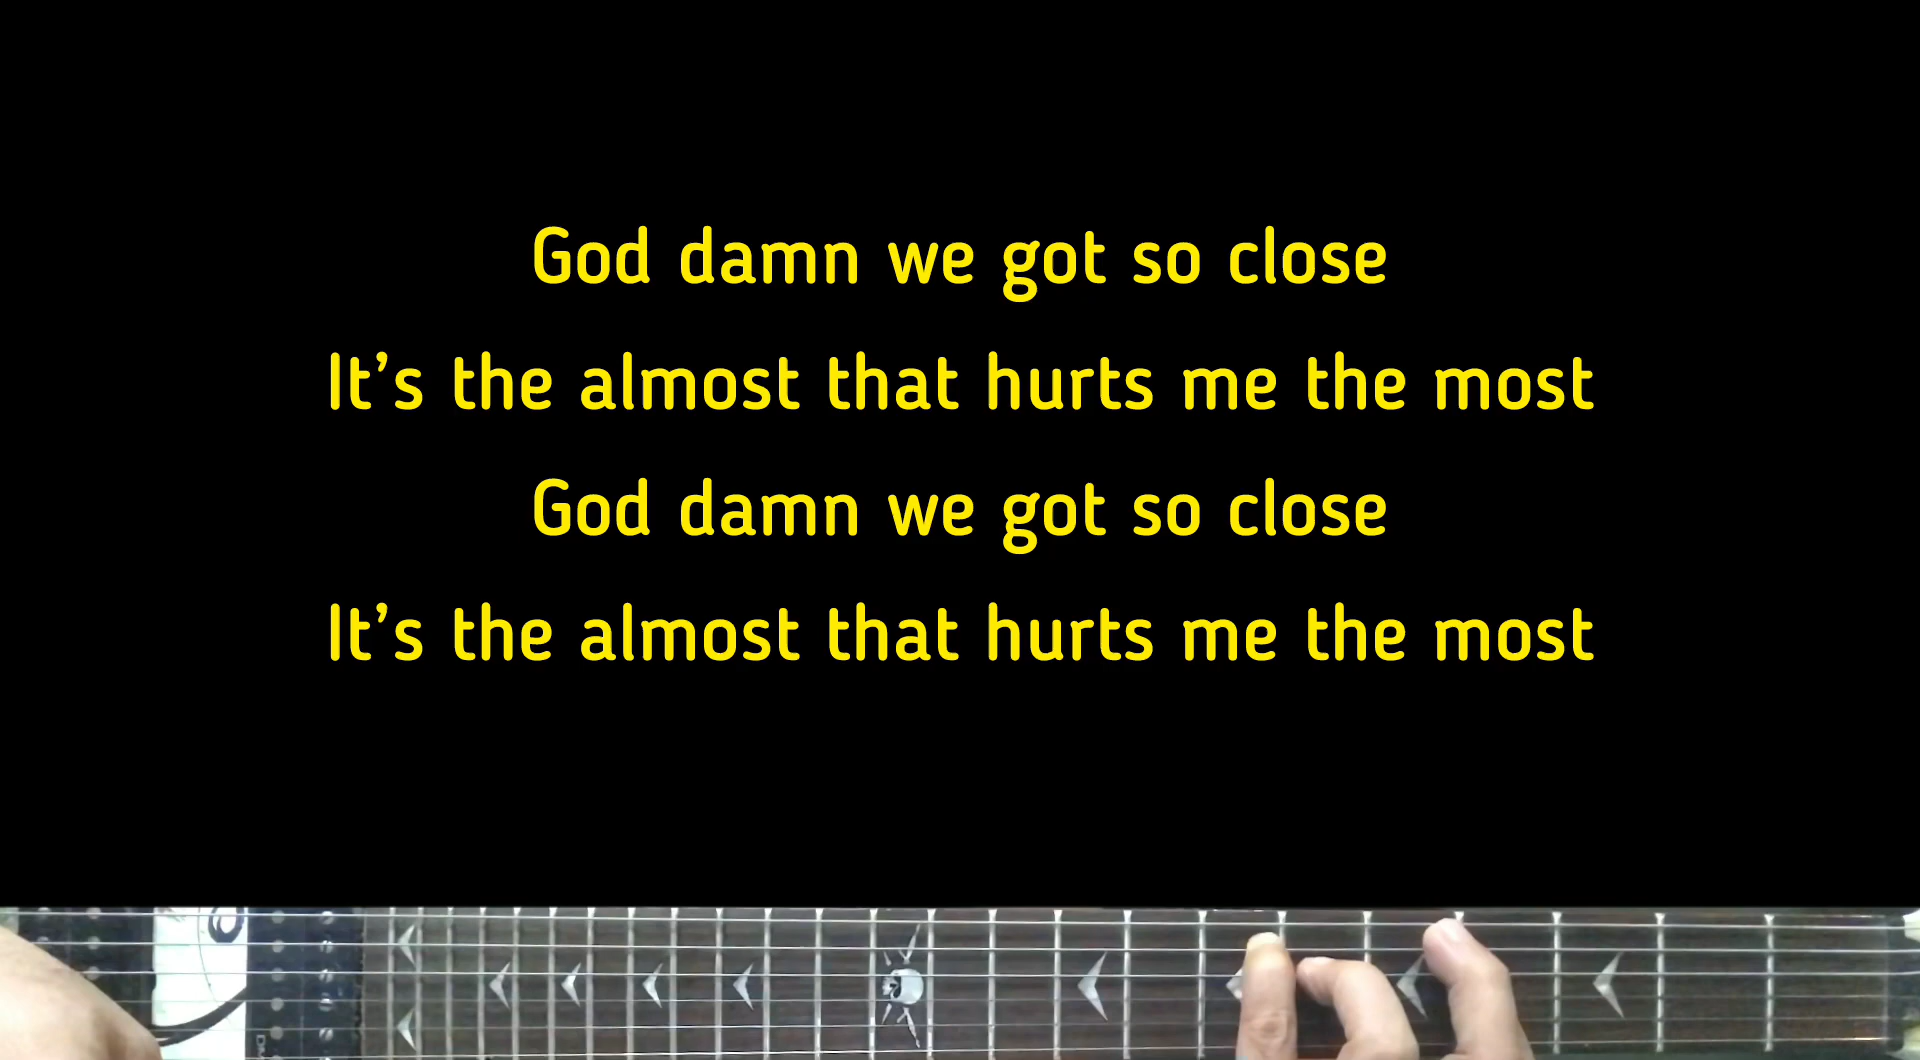 God damn we got so close
It’s the almost that hurts me the most
God damn we got so close
It’s the almost that hurts me the most